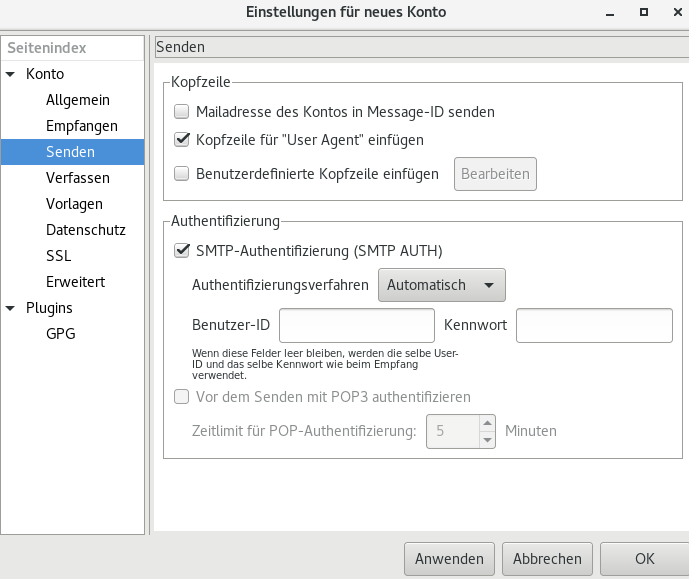 Einstellungen für neues Konto
Seitenindex
Konto
Allgemein
Empfangen
Senden
Verfassen
Vorlagen
Datenschutz
SSL
Erweitert
Plugins
GPG
Senden
Kopfzeile
Mailadresse des Kontos in Message-ID senden
Kopfzeile für "User Agent" einfügen
Benutzerdefinierte Kopfzeile einfügen Bearbeiten
Authentifizierung
SMTP-Authentifizierung (SMTP AUTH)
Authentifizierungsverfahren Automatisch
Benutzer-ID Kennwort
Wenn diese Felder leer bleiben, werden die selbe User-
ID und das selbe Kennwort wie beim Empfang
verwendet.
Vor dem Senden mit POP3 authentifizieren
Zeitlimit für POP-Authentifizierung: 5 Minuten
Anwenden Abbrechen OK